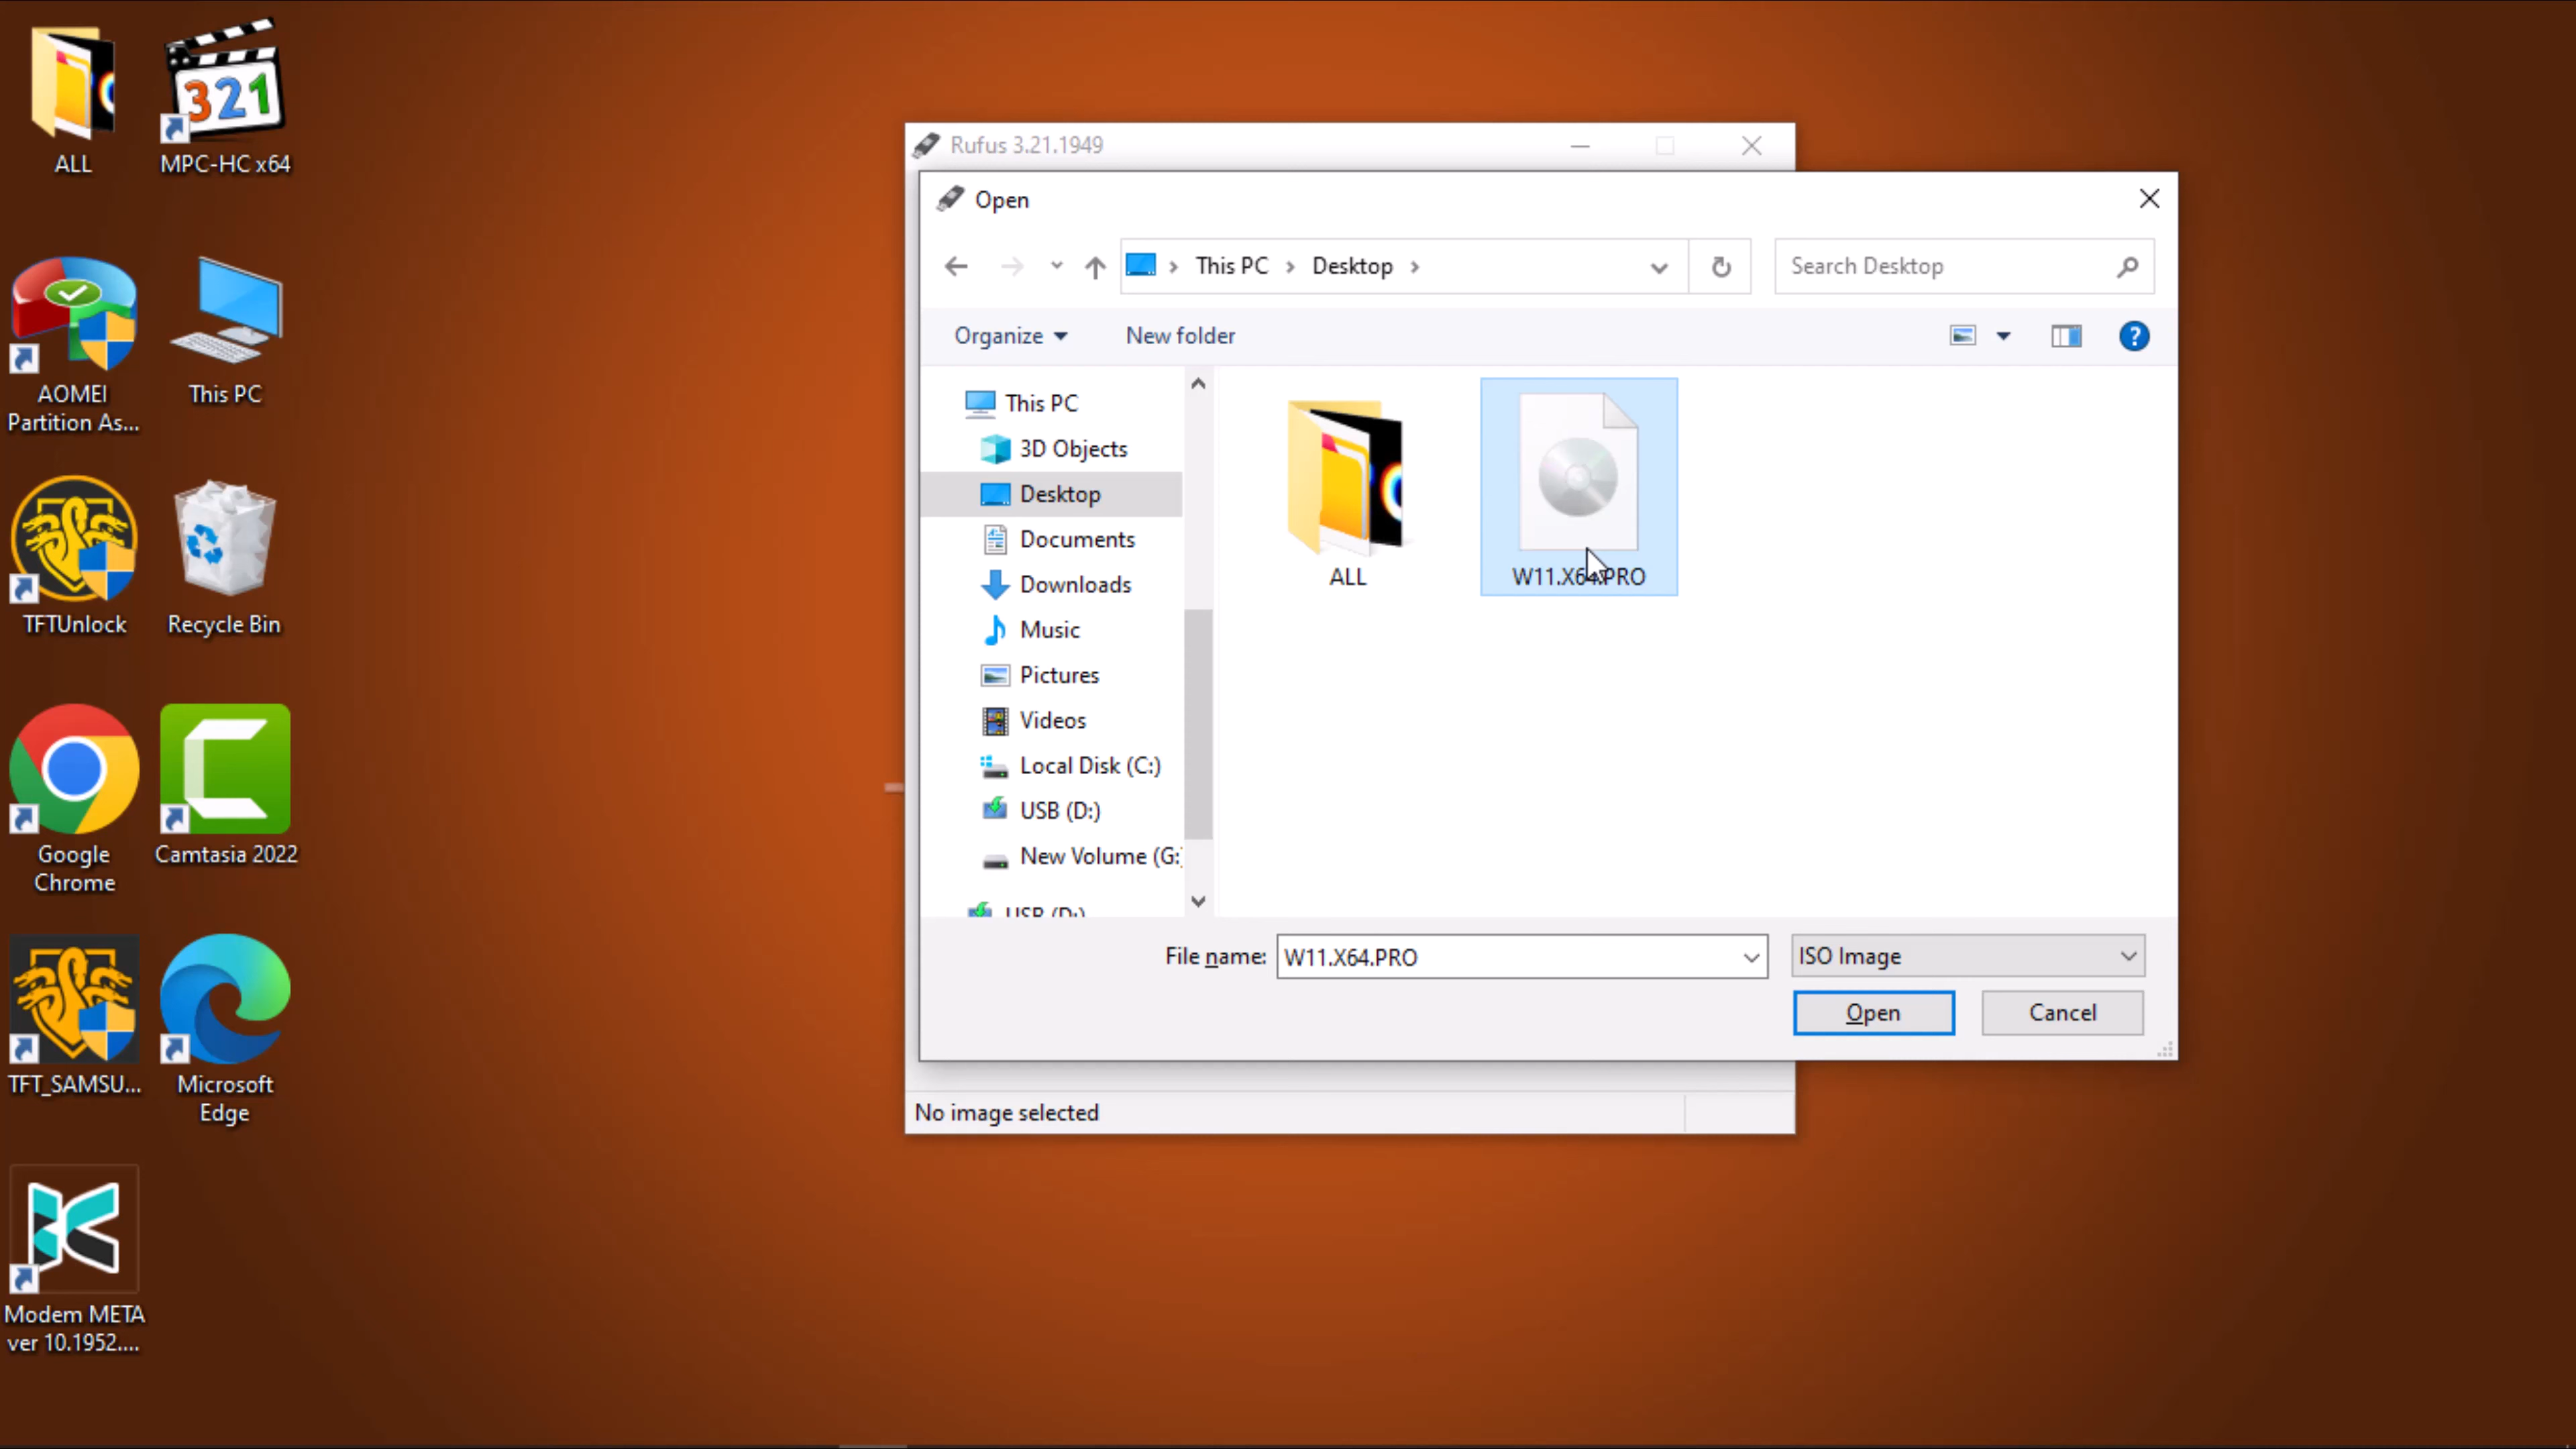 ALL
321
MPC-HC x64
AOMEI
Partition As...
This PC
TFTUnlock
Recycle Bin
Google
Chrome
Camtasia 2022
TFT_SAMSU...
Microsoft
Edge
Modem META
ver 10.1952....
Rufus 3.21.1949
Open
This PC
Desktop
Search Desktop
Organize
New folder
?
This PC
3D Objects
Desktop
Documents
Downloads
Music
Pictures
Videos
Local Disk (C:)
USB (D:)
New Volume (G:
USB (D:)
ALL
W11.X64.PRO
File name:
W11.X64.PRO
ISO Image
Open
Cancel
No image selected